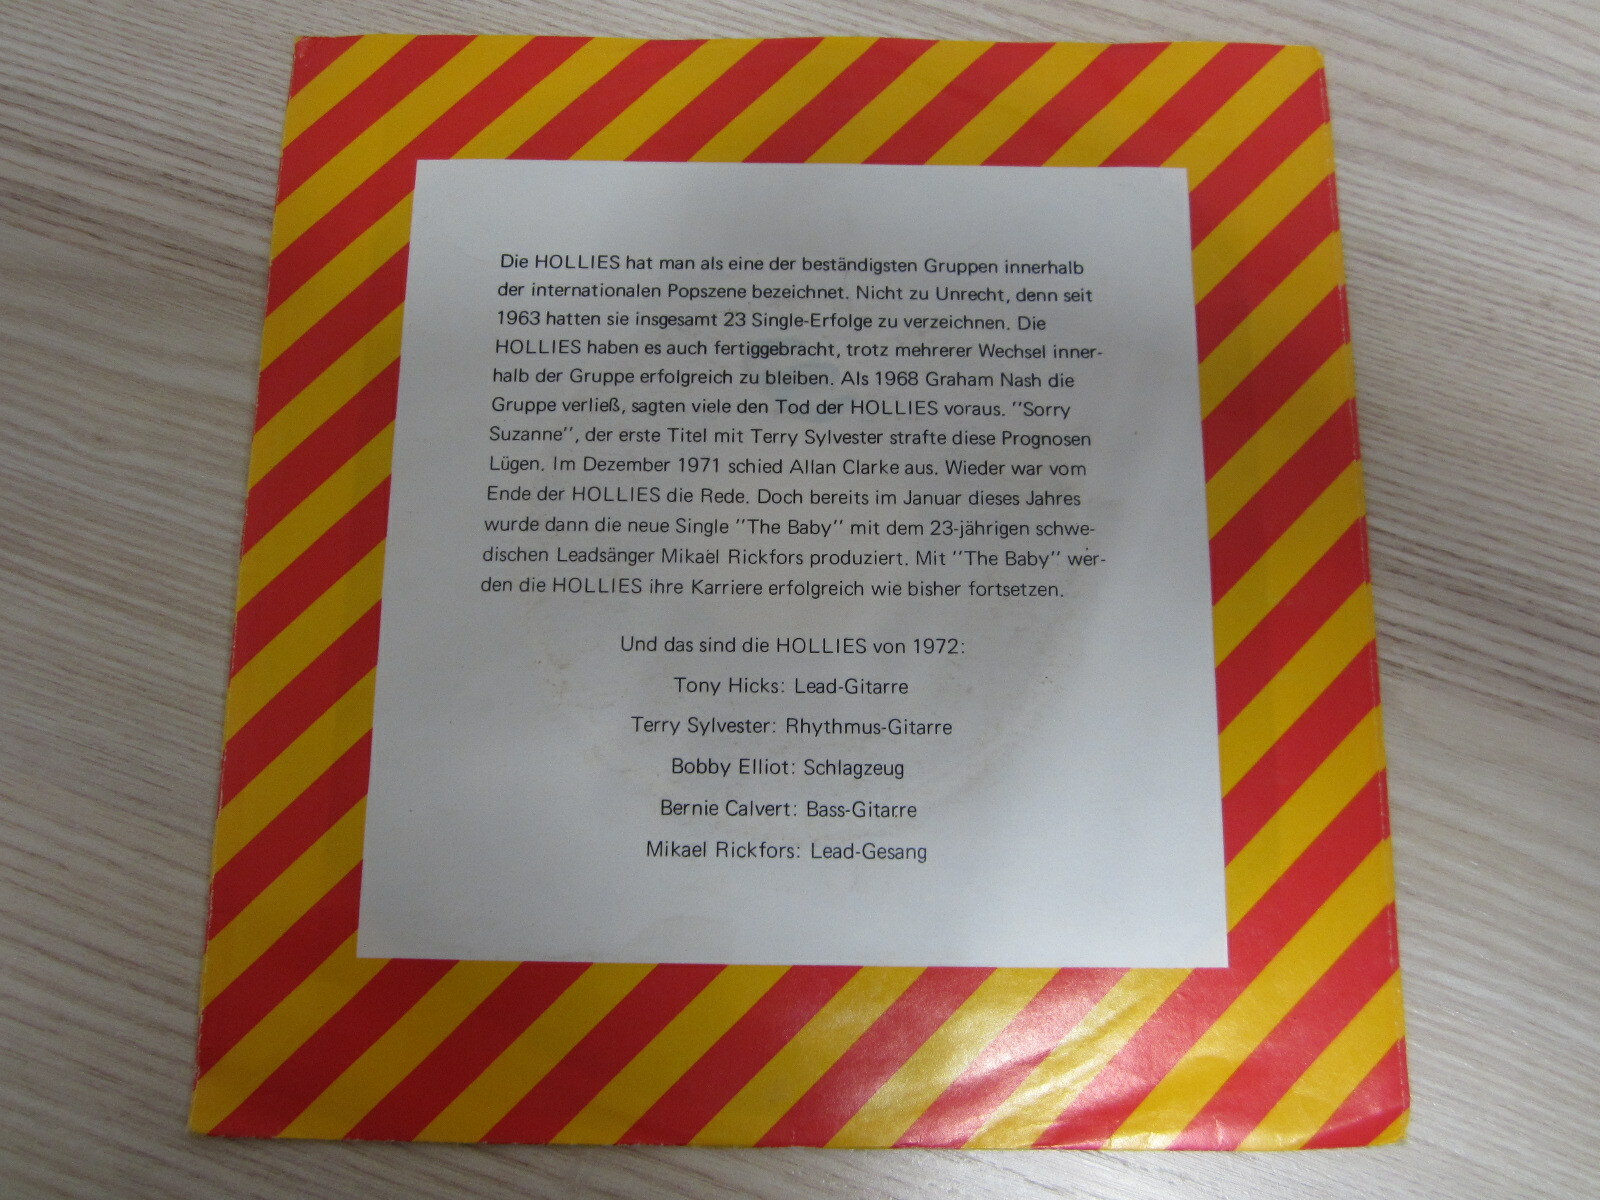 Die HOLLIES hat man als eine der beständigsten Gruppen innerhalb
der internationalen Popszene bezeichnet. Nicht zu Unrecht, denn seit
1963 hatten sie insgesamt 23 Single-Erfolge zu verzeichnen. Die
HOLLIES haben es auch fertiggebracht, trotz mehrerer Wechsel inner-
halb der Gruppe erfolgreich zu bleiben. Als 1968 Graham Nash die
Gruppe verließ, sagten viele den Tod der HOLLIES voraus. "Sorry
Suzanne", der erste Titel mit Terry Sylvester strafte diese Prognosen
Lügen. Im Dezember 1971 schied Allan Clarke aus. Wieder war vom
Ende der HOLLIES die Rede. Doch bereits im Januar dieses Jahres
wurde dann die neue Single "The Baby" mit dem 23-jährigen schwe-
dischen Leadsänger Mikael Rickfors produziert. Mit "The Baby" wer-
den die HOLLIES ihre Karriere erfolgreich wie bisher fortsetzen.
Und das sind die HOLLIES von 1972:
Tony Hicks: Lead-Gitarre
Terry Sylvester: Rhythmus-Gitarre
Bobby Elliot: Schlagzeug
Bernie Calvert: Bass-Gitarre
Mikael Rickfors: Lead-Gesang